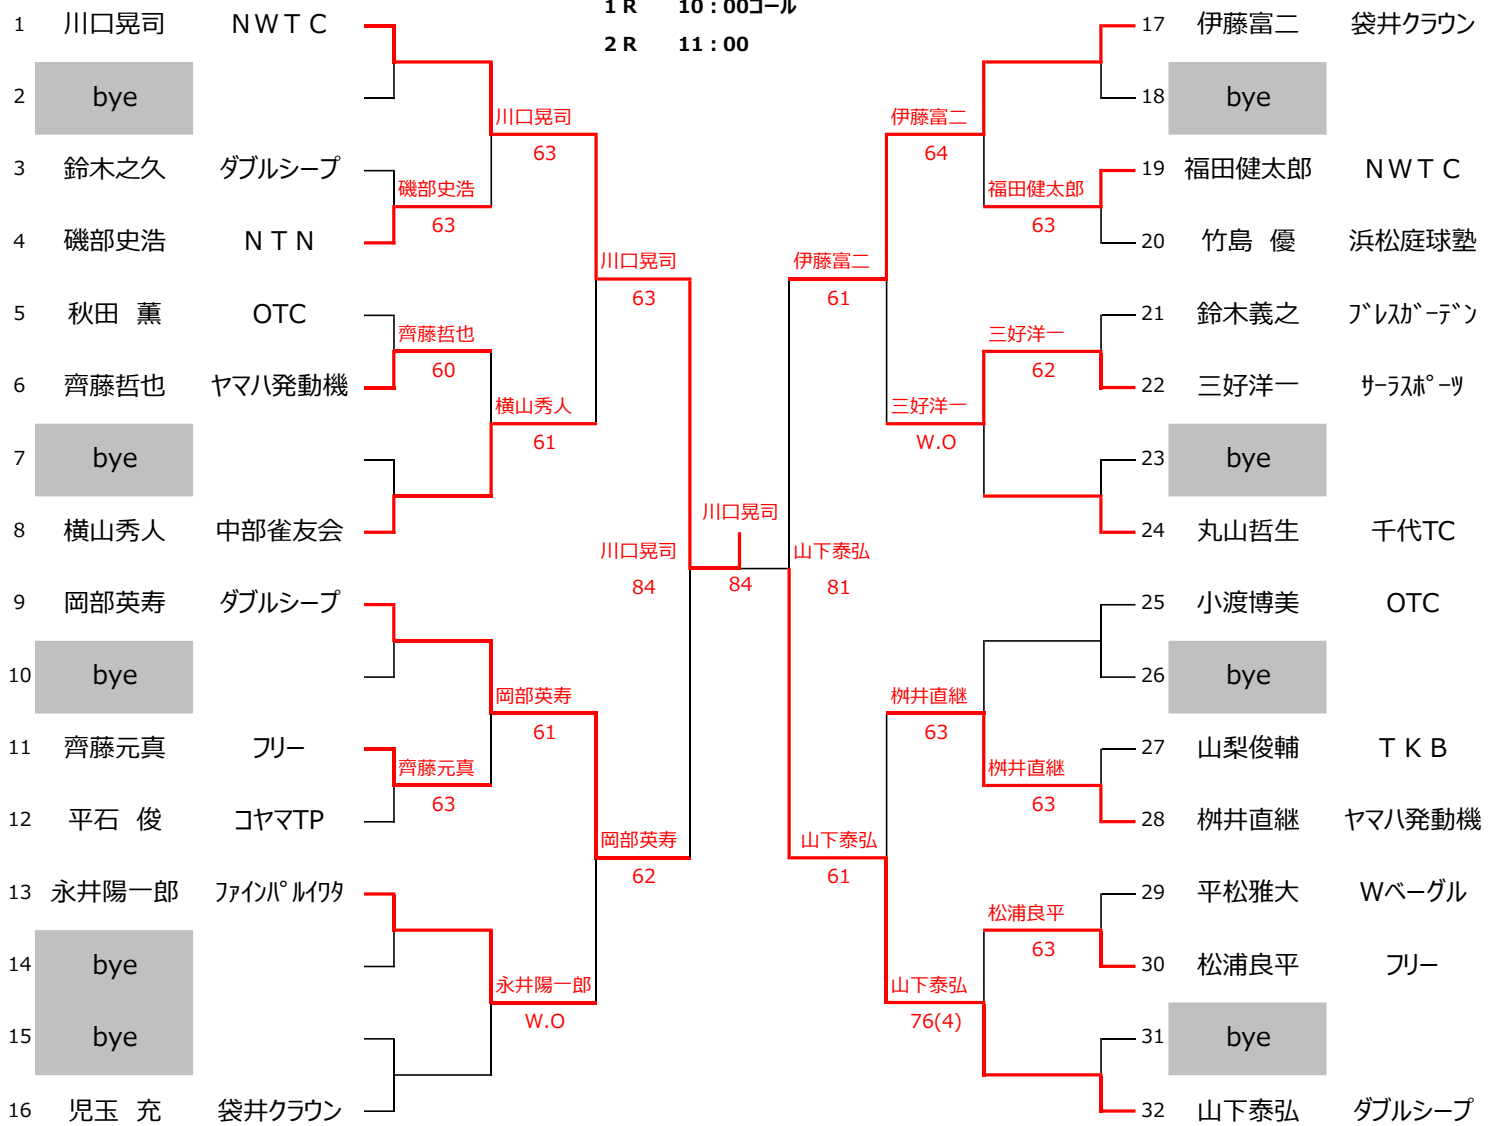 1 R 10：00コール
2 R 11：00
1 川口晃司 ＮＷＴＣ
2 bye
3 鈴木之久 ダブルシープ
4 磯部史浩 ＮＴＮ
5 秋田 薫 OTC
6 齊藤哲也 ヤマハ発動機
7 bye
8 横山秀人 中部雀友会
9 岡部英寿 ダブルシープ
10 bye
11 齊藤元真 フリー
12 平石 俊 コヤマTP
13 永井陽一郎 ﾌｧｲﾝﾊﾟﾙｲﾜﾀ
14 bye
15 bye
16 児玉 充 袋井クラウン
磯部史浩
63
齊藤哲也
60
齊藤元真
63
川口晃司
63
横山秀人
61
岡部英寿
61
永井陽一郎
W.O
川口晃司
63
岡部英寿
62
川口晃司
84
川口晃司
84
山下泰弘
81
伊藤富二
61
山下泰弘
61
伊藤富二
64
三好洋一
W.O
桝井直継
63
山下泰弘
76(4)
福田健太郎
63
三好洋一
62
桝井直継
63
松浦良平
63
17 伊藤富二 袋井クラウン
18 bye
19 福田健太郎 ＮＷＴＣ
20 竹島 優 浜松庭球塾
21 鈴木義之 ﾌﾞﾚｽｶﾞｰﾃﾞﾝ
22 三好洋一 ｻｰﾗｽﾎﾟｰﾂ
23 bye
24 丸山哲生 千代TC
25 小渡博美 OTC
26 bye
27 山梨俊輔 ＴＫＢ
28 桝井直継 ヤマハ発動機
29 平松雅大 Wベーグル
30 松浦良平 フリー
31 bye
32 山下泰弘 ダブルシープ